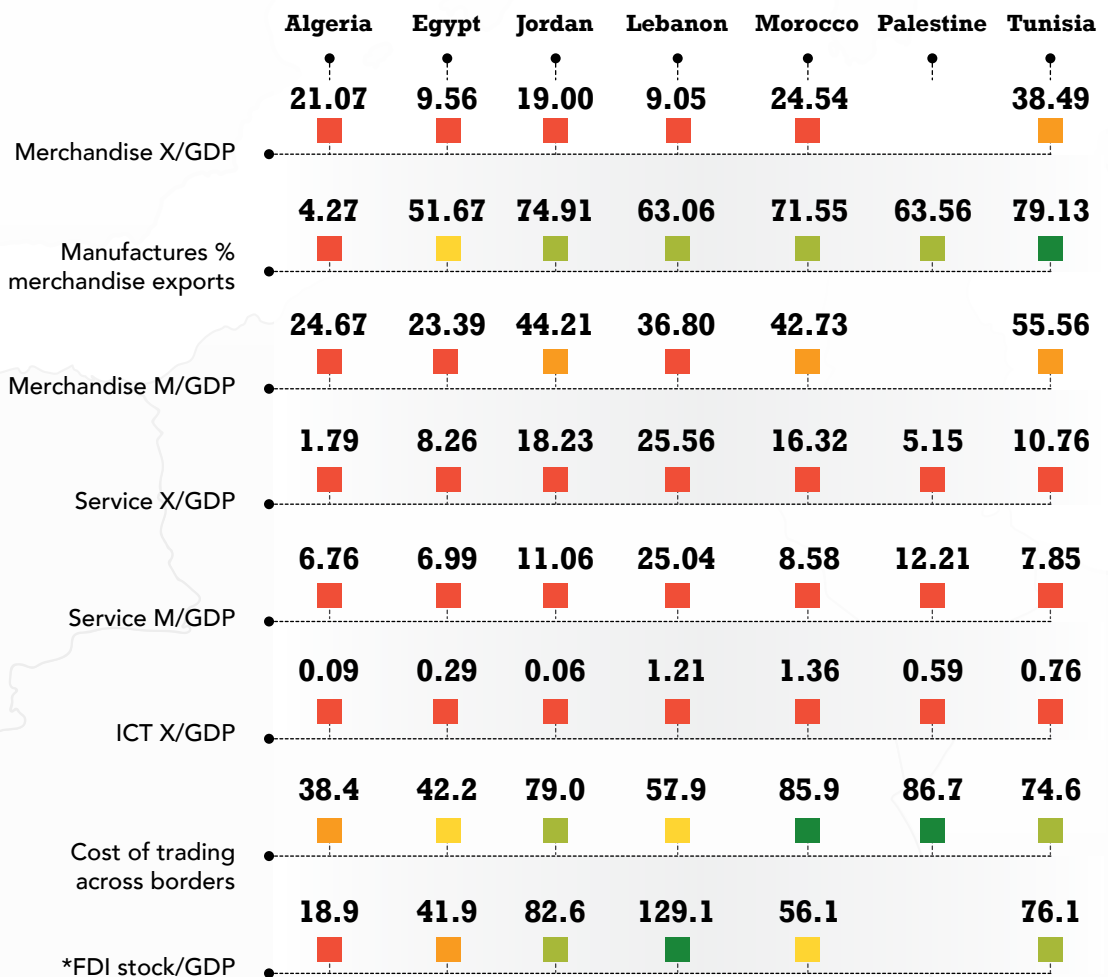 Algeria Egypt Jordan Lebanon Morocco Palestine Tunisia
21.07 9.56 19.00 9.05 24.54 38.49
Merchandise X/GDP
4.27 51.67 74.91 63.06 71.55 63.56 79.13
Manufactures %
merchandise exports
24.67 23.39 44.21 36.80 42.73 55.56
Merchandise M/GDP
1.79 8.26 18.23 25.56 16.32 5.15 10.76
Service X/GDP
6.76 6.99 11.06 25.04 8.58 12.21 7.85
Service M/GDP
0.09 0.29 0.06 1.21 1.36 0.59 0.76
ICT X/GDP
38.4 42.2 79.0 57.9 85.9 86.7 74.6
Cost of trading
across borders
18.9 41.9 82.6 129.1 56.1 76.1
*FDI stock/GDP